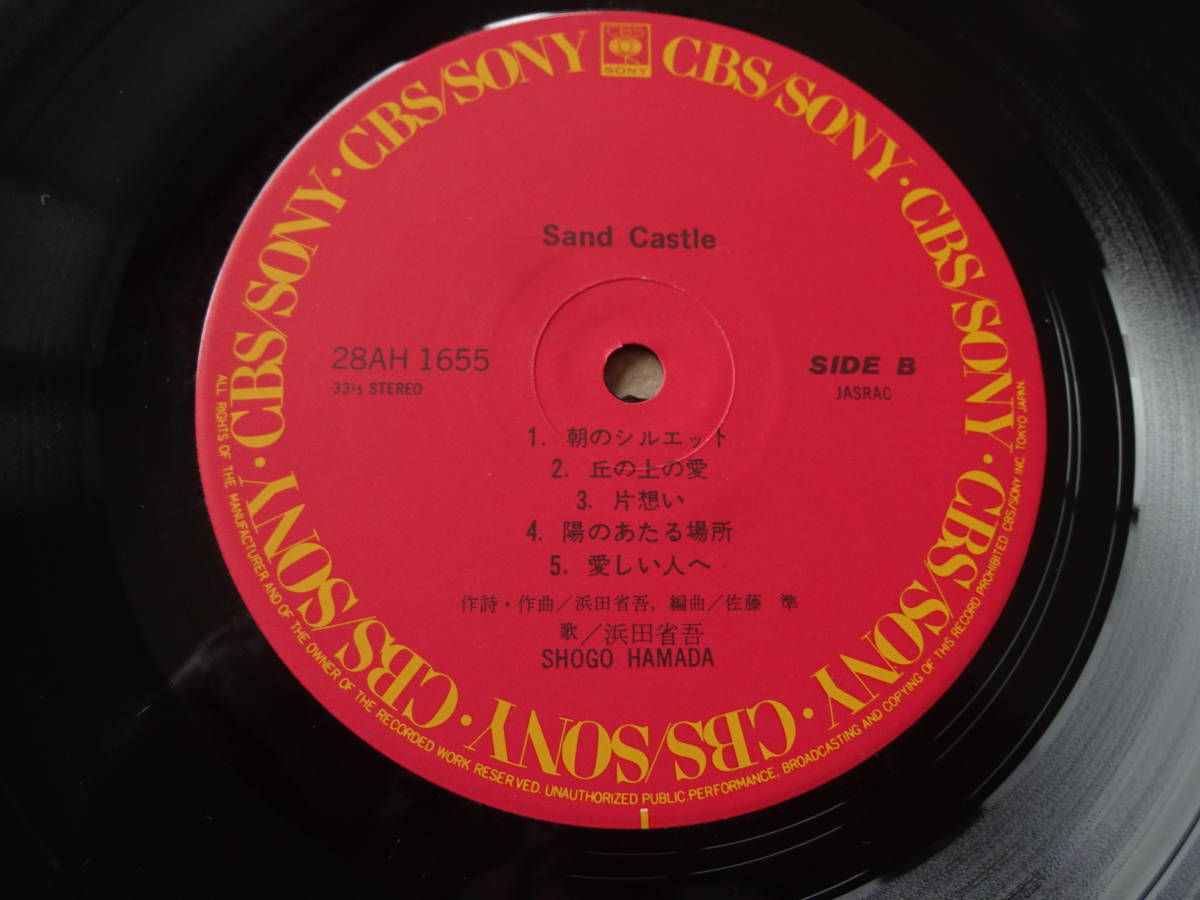 CBS
SONY
CBS/SONY · CBS/SONY · CBS/SONY · CBS/SONY · CBS/SONY · CBS/SONY · CBS/SONY · CBS/SONY
Sand Castle
28AH 1655
33⅓ STEREO
SIDE B
JASRAC
1. 朝のシルエット
2. 丘の上の愛
3. 片想い
4. 陽のあたる場所
5. 愛しい人へ
作詩・作曲／浜田省吾, 編曲／佐藤 準
歌／浜田省吾
SHOGO HAMADA
ALL RIGHTS OF THE MANUFACTURER AND OF THE OWNER OF THE RECORDED WORK RESERVED. UNAUTHORIZED PUBLIC PERFORMANCE, BROADCASTING AND COPYING OF THIS RECORD PROHIBITED. CBS/SONY INC. TOKYO JAPAN.